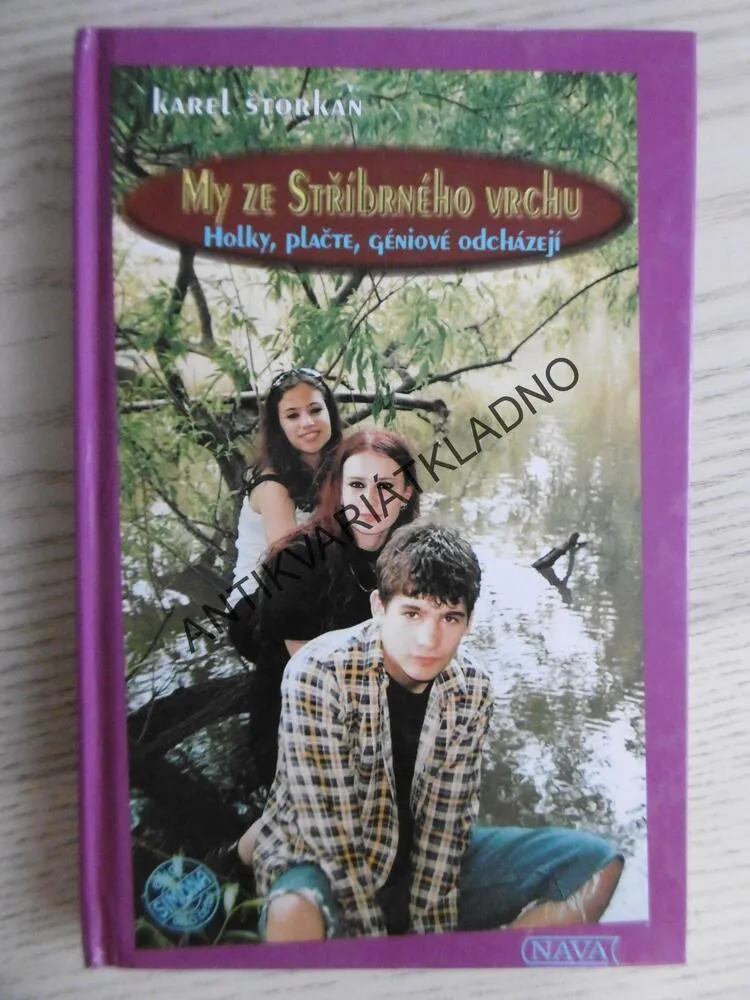 Karel Štorkán
My ze Stříbrného vrchu
Holky, plačte, géniové odcházejí
ANTIKVARIÁTKLADNO
NAVA